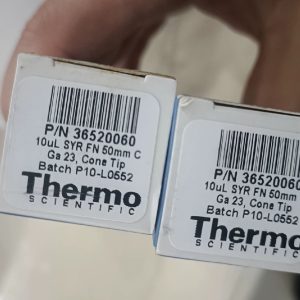 P/N 36520060
10uL SYR FN 50mm C
Ga 23, Cone Tip
Batch P10-L0552
Thermo
SCIENTIFIC
P/N 36520060
10uL SYR FN 50mm
Ga 23, Cone Tip
Batch P10-L0552
Thermo
SCIENTIFIC